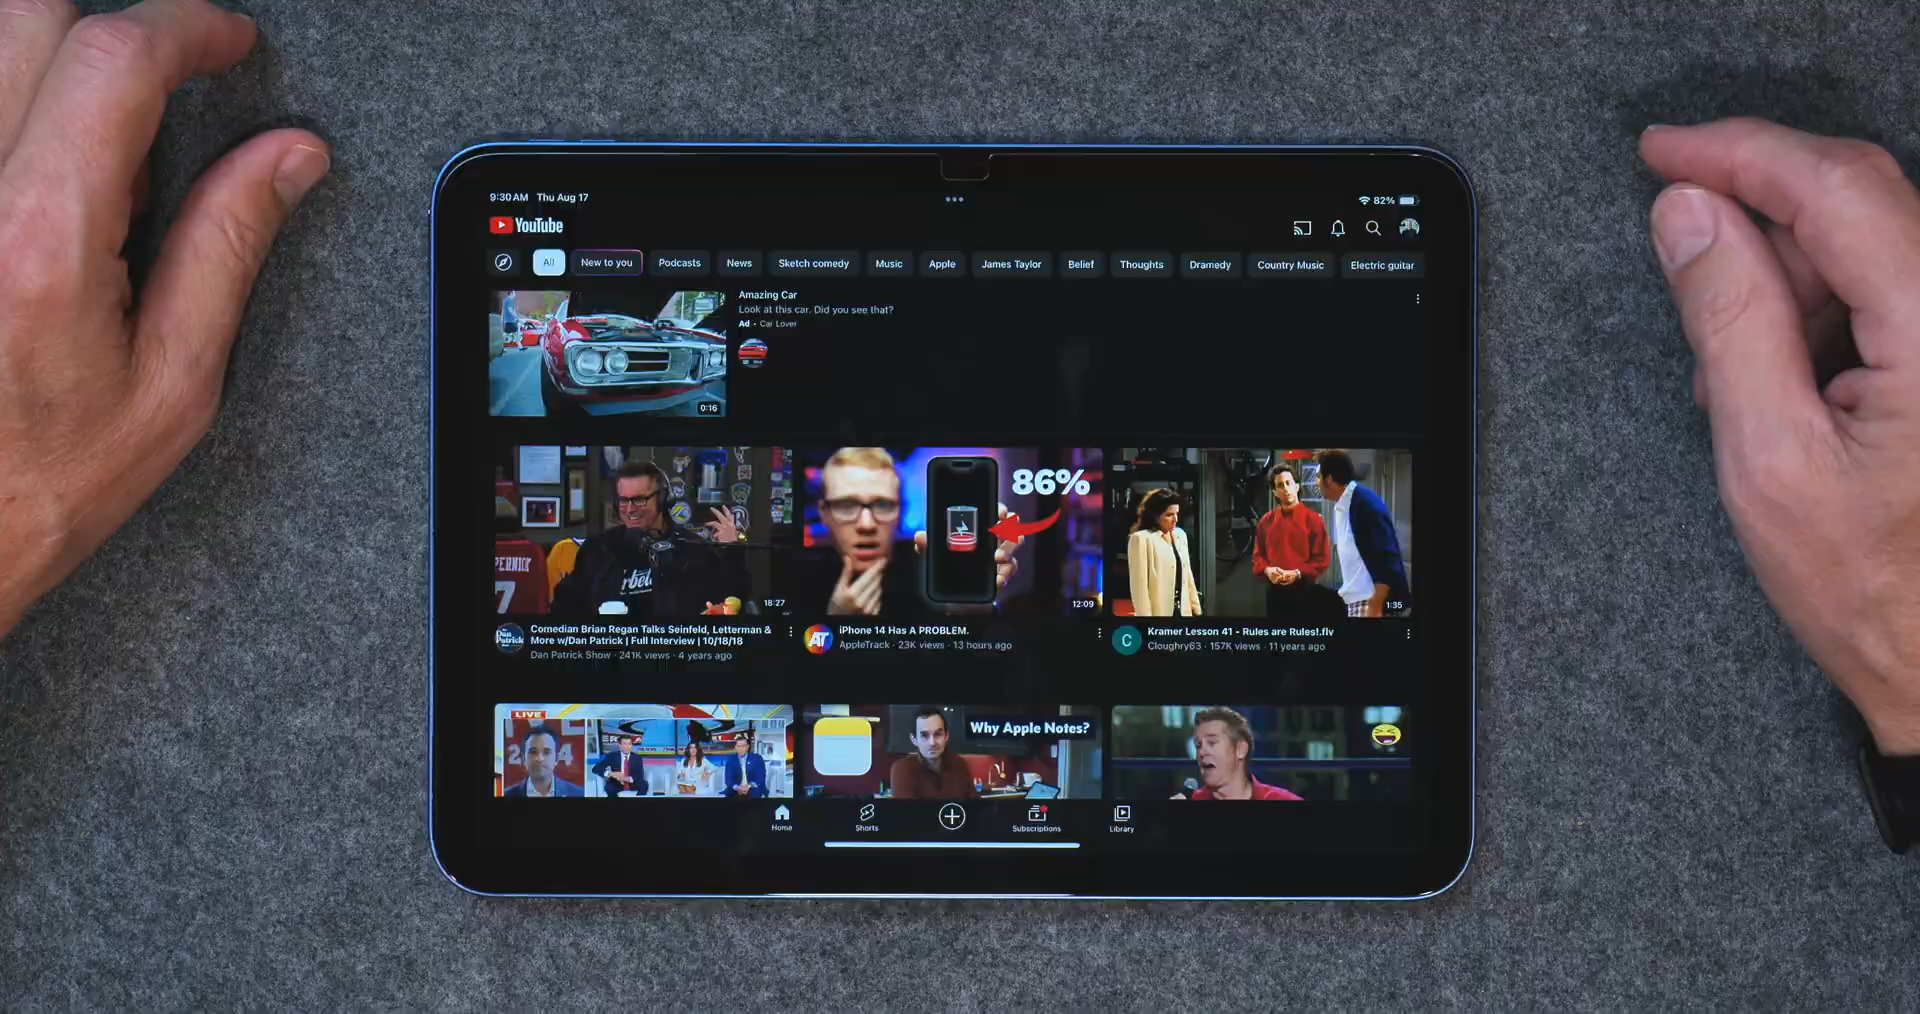 9:30 AM Thu Aug 17
82%
YouTube
All
New to you
Podcasts
News
Sketch comedy
Music
Apple
James Taylor
Belief
Thoughts
Dramedy
Country Music
Electric guitar
Amazing Car
Look at this car. Did you see that?
Ad · Car Lover
0:16
PERNICK
7
18:27
86%
12:09
1:35
Dan Patrick
Comedian Brian Regan Talks Seinfeld, Letterman &
More w/Dan Patrick | Full Interview | 10/18/18
Dan Patrick Show · 241K views · 4 years ago
AT
iPhone 14 Has A PROBLEM.
AppleTrack · 23K views · 13 hours ago
C
Kramer Lesson 41 - Rules are Rules!.flv
Cloughry63 · 157K views · 11 years ago
LIVE
Why Apple Notes?
Home
Shorts
Subscriptions
Library